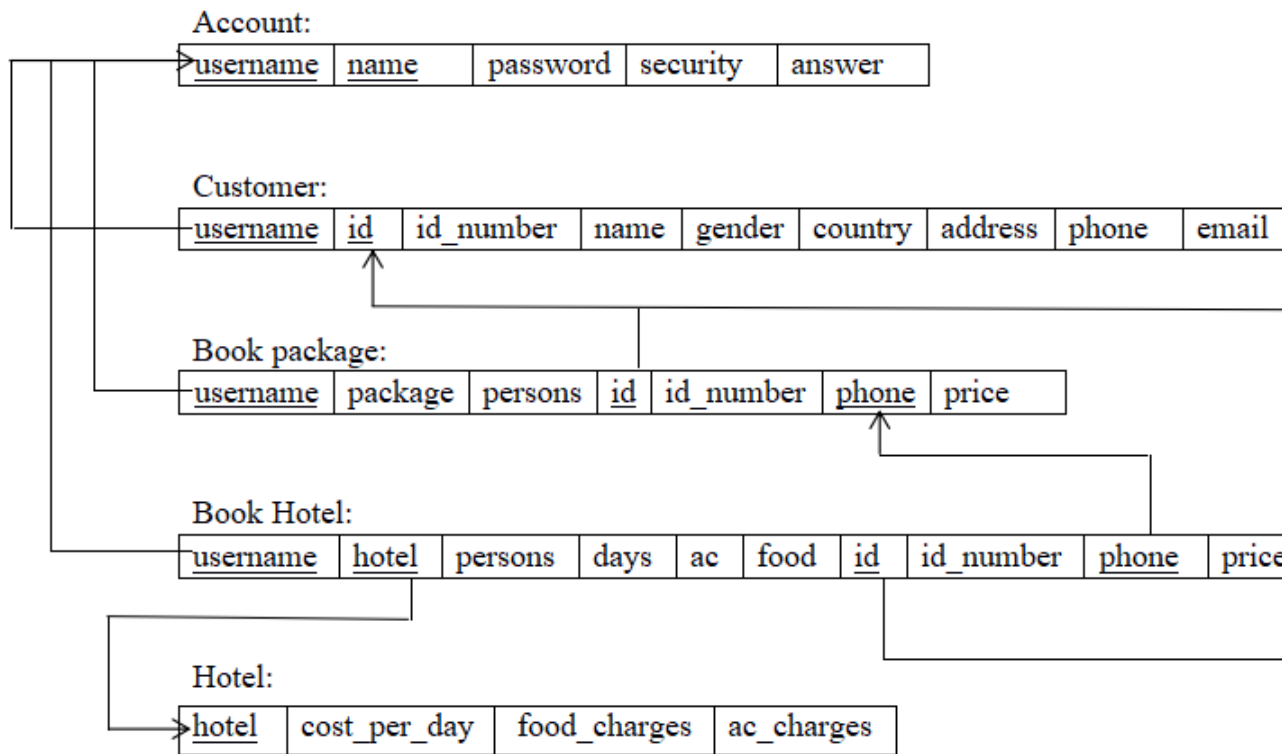 Account:
username name password security answer
Customer:
username id id_number name gender country address phone email
Book package:
username package persons id id_number phone price
Book Hotel:
username hotel persons days ac food id id_number phone price
Hotel:
hotel cost_per_day food_charges ac_charges